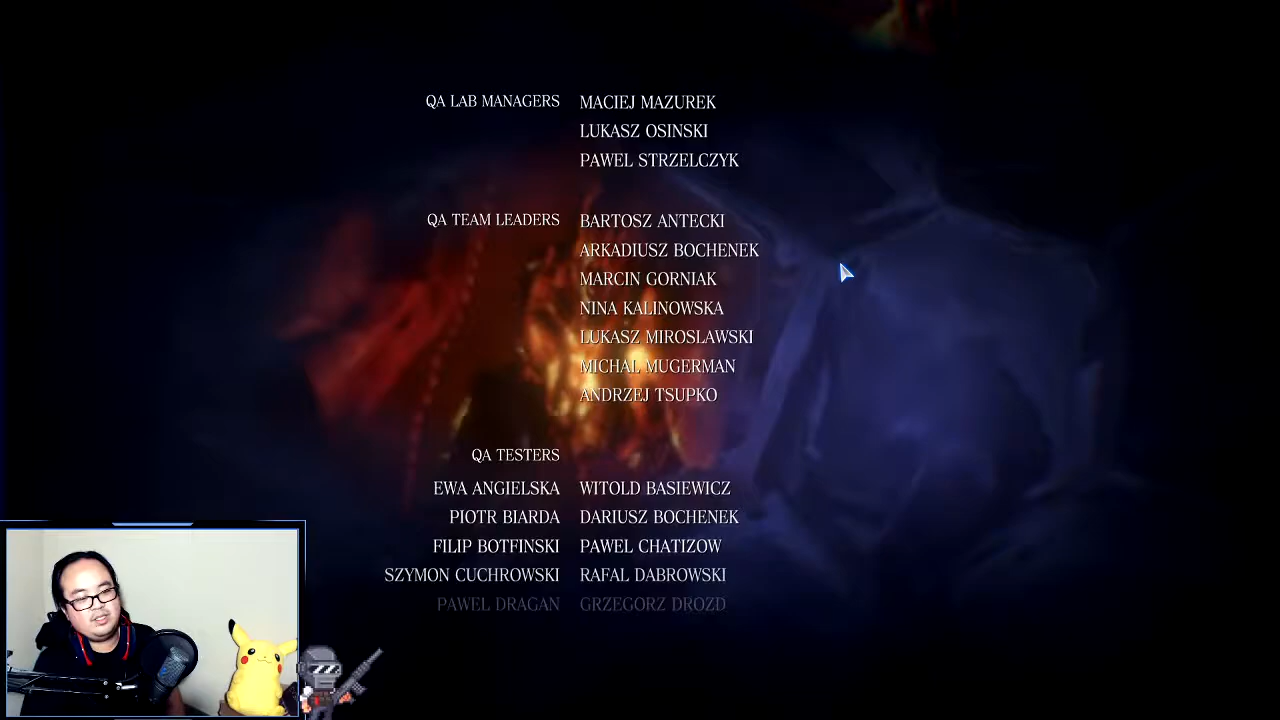 QA LAB MANAGERS MACIEJ MAZUREK
LUKASZ OSINSKI
PAWEL STRZELCZYK
QA TEAM LEADERS BARTOSZ ANTECKI
ARKADIUSZ BOCHENEK
MARCIN GORNIAK
NINA KALINOWSKA
LUKASZ MIROSLAWSKI
MICHAL MUGERMAN
ANDRZEJ TSUPKO
QA TESTERS
EWA ANGIELSKA WITOLD BASIEWICZ
PIOTR BIARDA DARIUSZ BOCHENEK
FILIP BOTFINSKI PAWEL CHATIZOW
SZYMON CUCHROWSKI RAFAL DABROWSKI
PAWEL DRAGAN GRZEGORZ DROZD